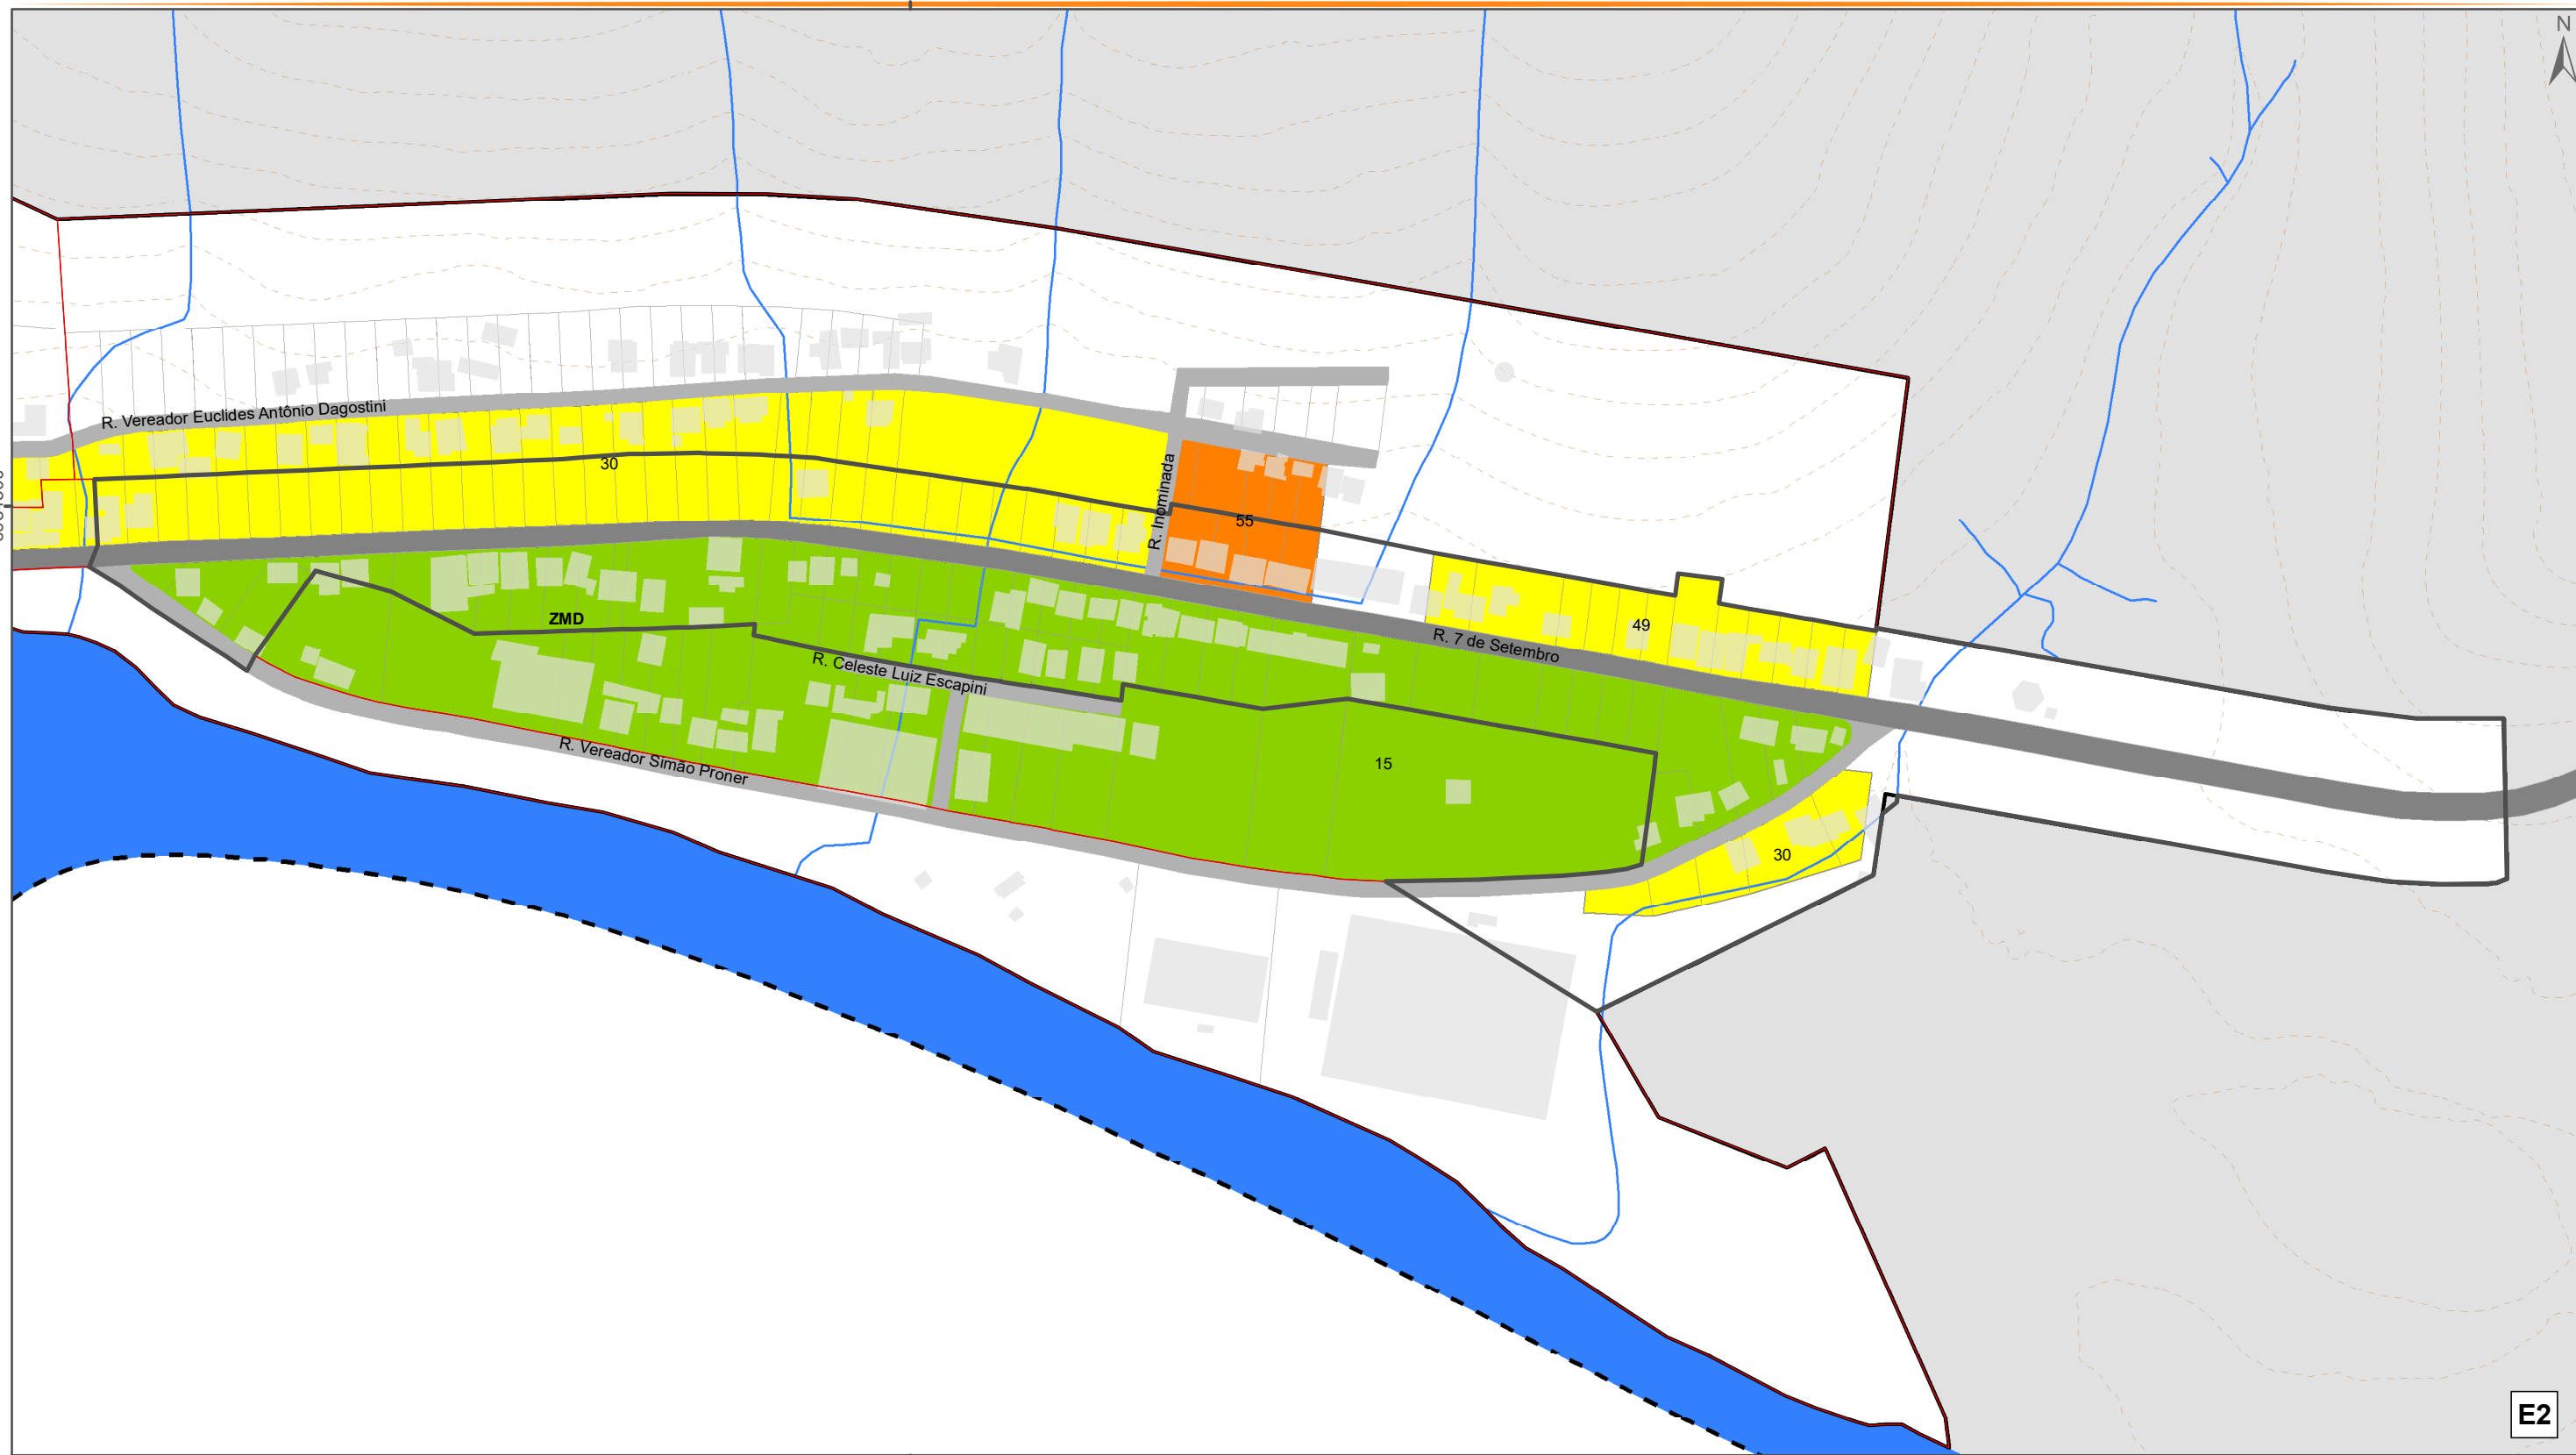 N
R. Vereador Euclides Antônio Dagostini
30
R. Inominada
55
ZMD
49
R. 7 de Setembro
R. Celeste Luiz Escapini
R. Vereador Simão Proner
15
30
E2